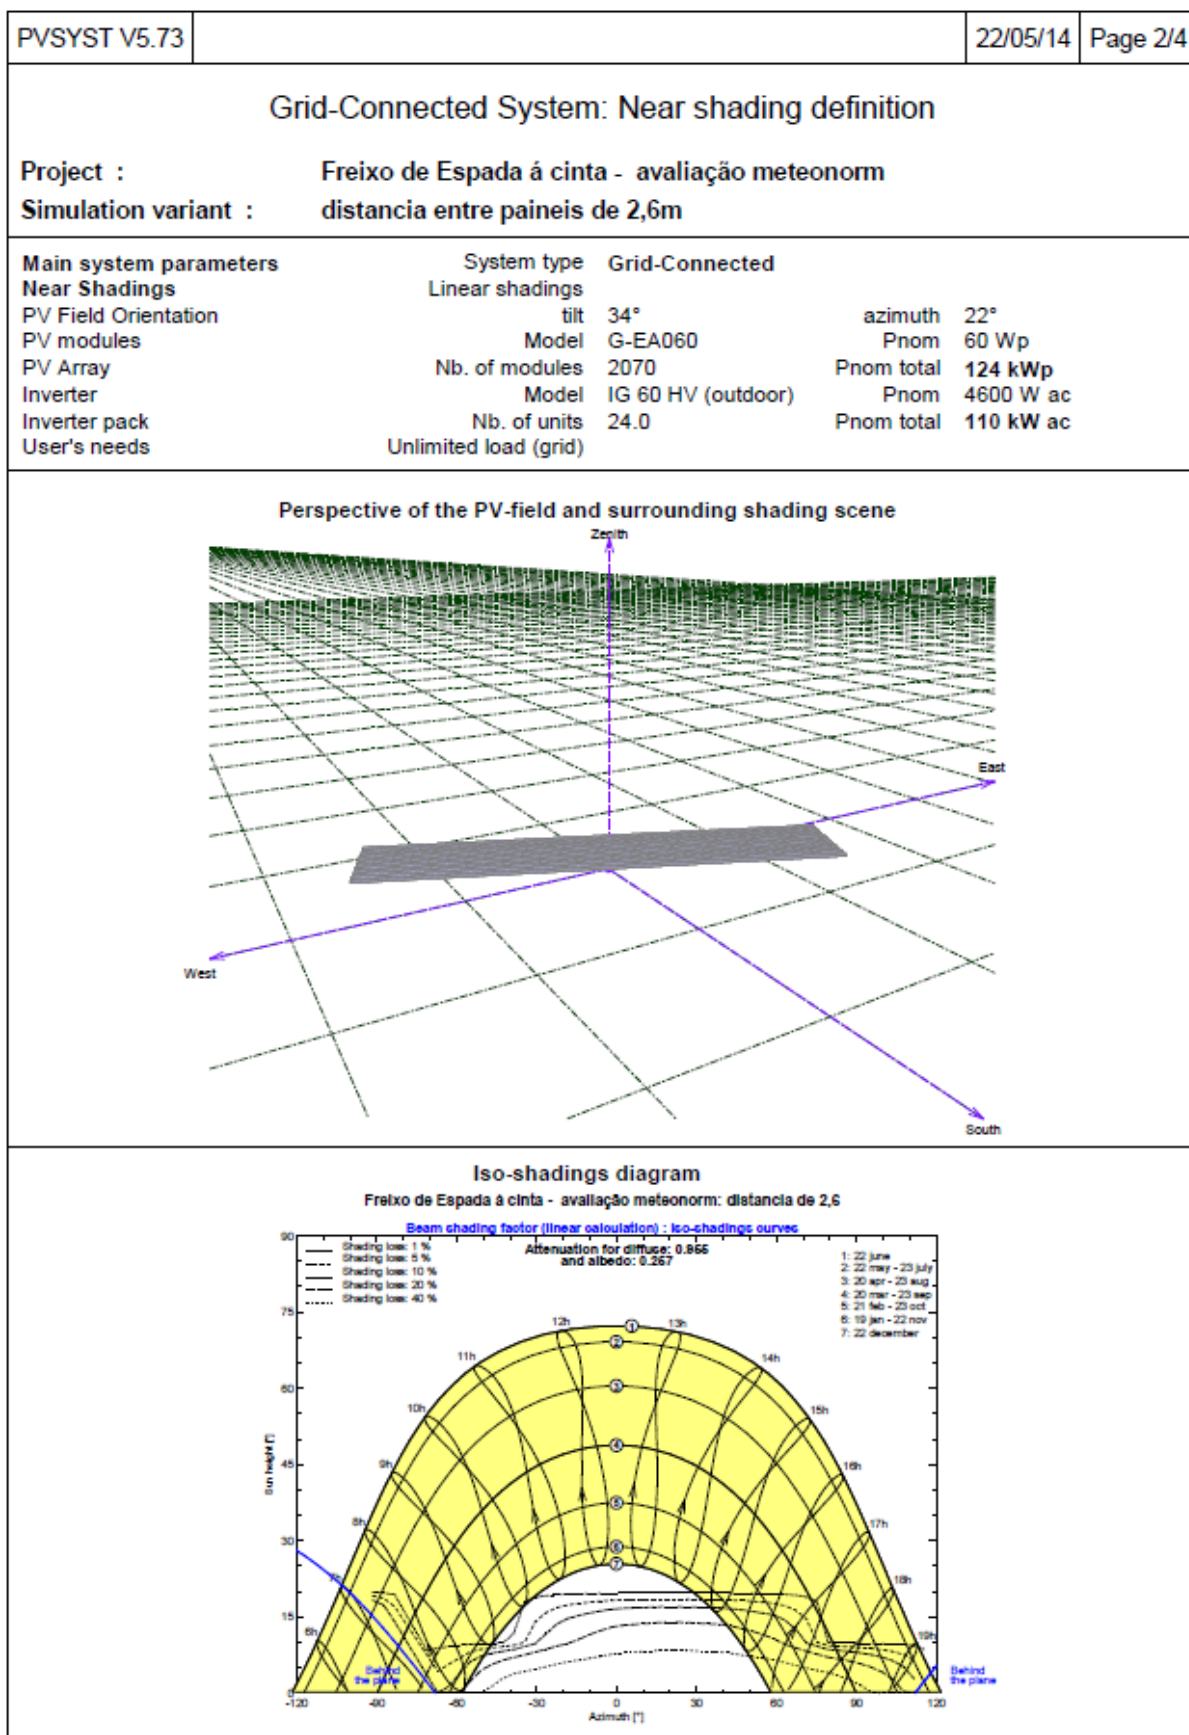 PVSYST V5.73 22/05/14 Page 2/4
Grid-Connected System: Near shading definition
Project : Freixo de Espada á cinta - avaliação meteonorm
Simulation variant : distancia entre paineis de 2,6m
Main system parameters System type Grid-Connected
Near Shadings Linear shadings
PV Field Orientation tilt 34° azimuth 22°
PV modules Model G-EA060 Pnom 60 Wp
PV Array Nb. of modules 2070 Pnom total 124 kWp
Inverter Model IG 60 HV (outdoor) Pnom 4600 W ac
Inverter pack Nb. of units 24.0 Pnom total 110 kW ac
User's needs Unlimited load (grid)
Perspective of the PV-field and surrounding shading scene
Zenith
East
West
South
Iso-shadings diagram
Freixo de Espada á cinta - avaliação meteonorm: distancia de 2,6
Beam shading factor (linear calculation) : Iso-shadings curves
Shading loss: 1 %
Shading loss: 5 %
Shading loss: 10 %
Shading loss: 20 %
Shading loss: 40 %
Attenuation for diffuse:
and albedo: 0.267
1: 22 june
2: 22 may - 23 july
3: 20 apr - 23 aug
4: 20 mar - 23 sep
5: 21 feb - 23 oct
6: 19 jan - 22 nov
7: 22 december
90
75
60
45
30
15
0
Sun height [°]
6h
7h
8h
9h
10h
11h
12h
13h
14h
15h
16h
17h
18h
19h
1
2
3
4
5
6
7
Behind
the plane
Behind
the plane
-120 -90 -60 -30 0 30 60 90 120
Azimuth [°]